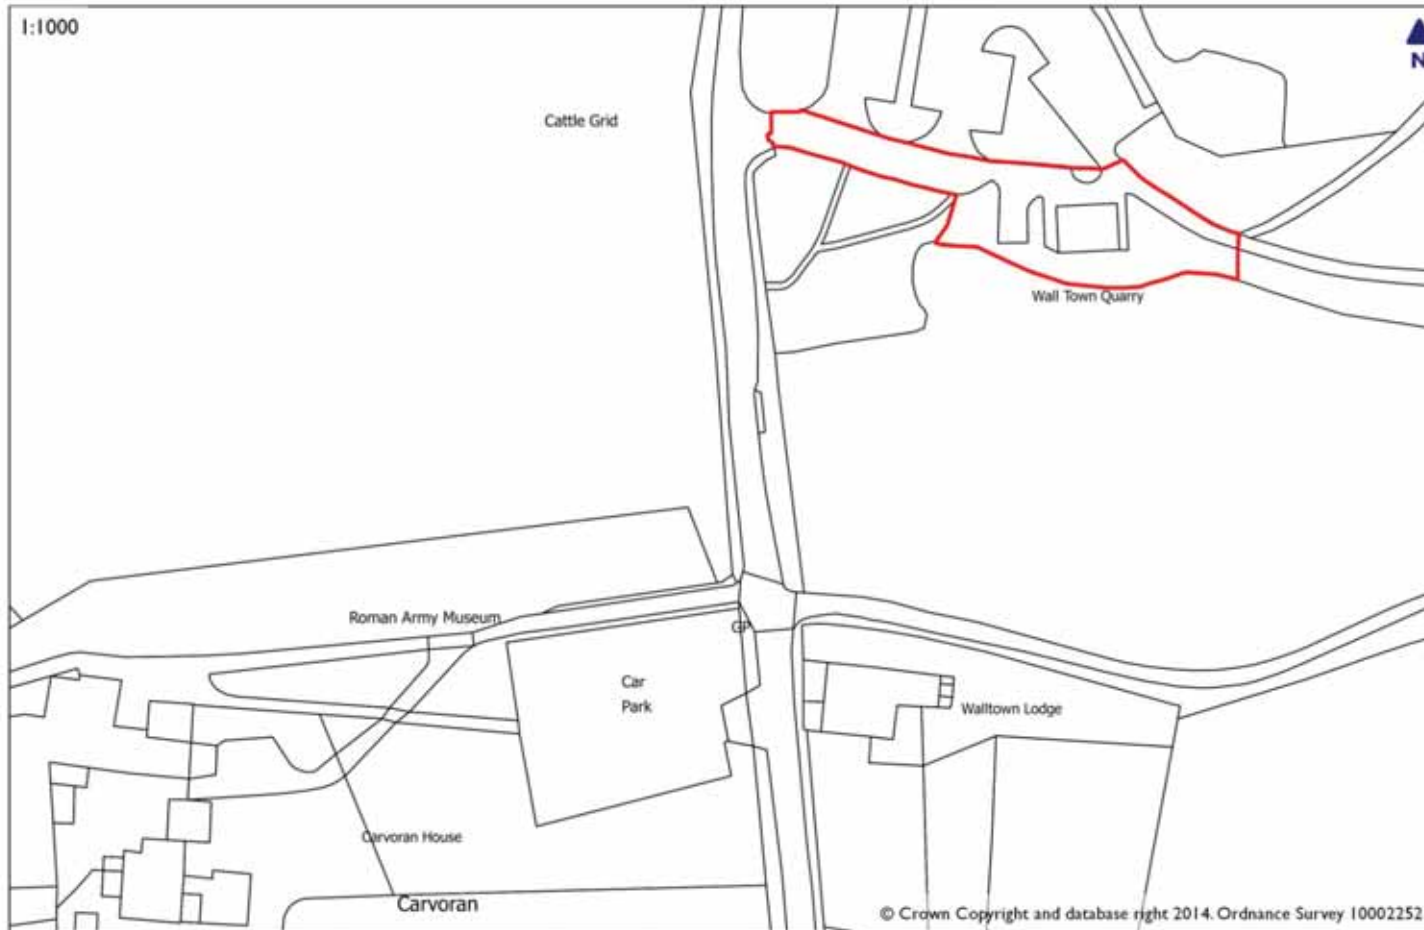 1:1000
N
Cattle Grid
Wall Town Quarry
Roman Army Museum
GP
Car
Park
Walltown Lodge
Carvoran House
Carvoran
© Crown Copyright and database right 2014. Ordnance Survey 10002252